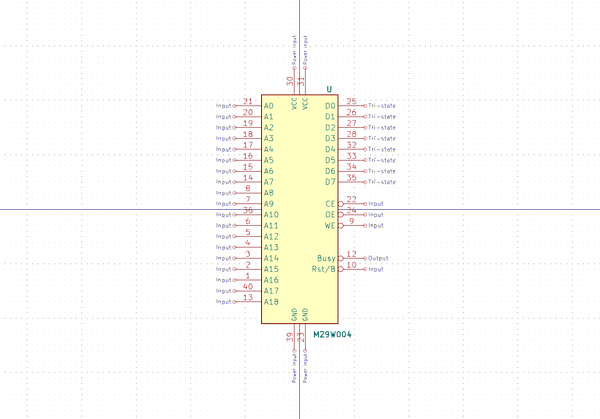 Power input Power input
30 31
U
VCC VCC
Input 21 A0 D0 25 Tri-state
Input 20 A1 D1 26 Tri-state
Input 19 A2 D2 27 Tri-state
Input 18 A3 D3 28 Tri-state
Input 17 A4 D4 32 Tri-state
Input 16 A5 D5 33 Tri-state
Input 15 A6 D6 34 Tri-state
Input 14 A7 D7 35 Tri-state
Input 8 A8
Input 7 A9 CE 22 Input
Input 36 A10 OE 24 Input
Input 6 A11 WE 9 Input
Input 5 A12
Input 4 A13
Input 3 A14 Busy 12 Output
Input 2 A15 Rst/B 10 Input
Input 1 A16
Input 40 A17
Input 13 A18
GND GND
39 23
M29W004
Power input Power input